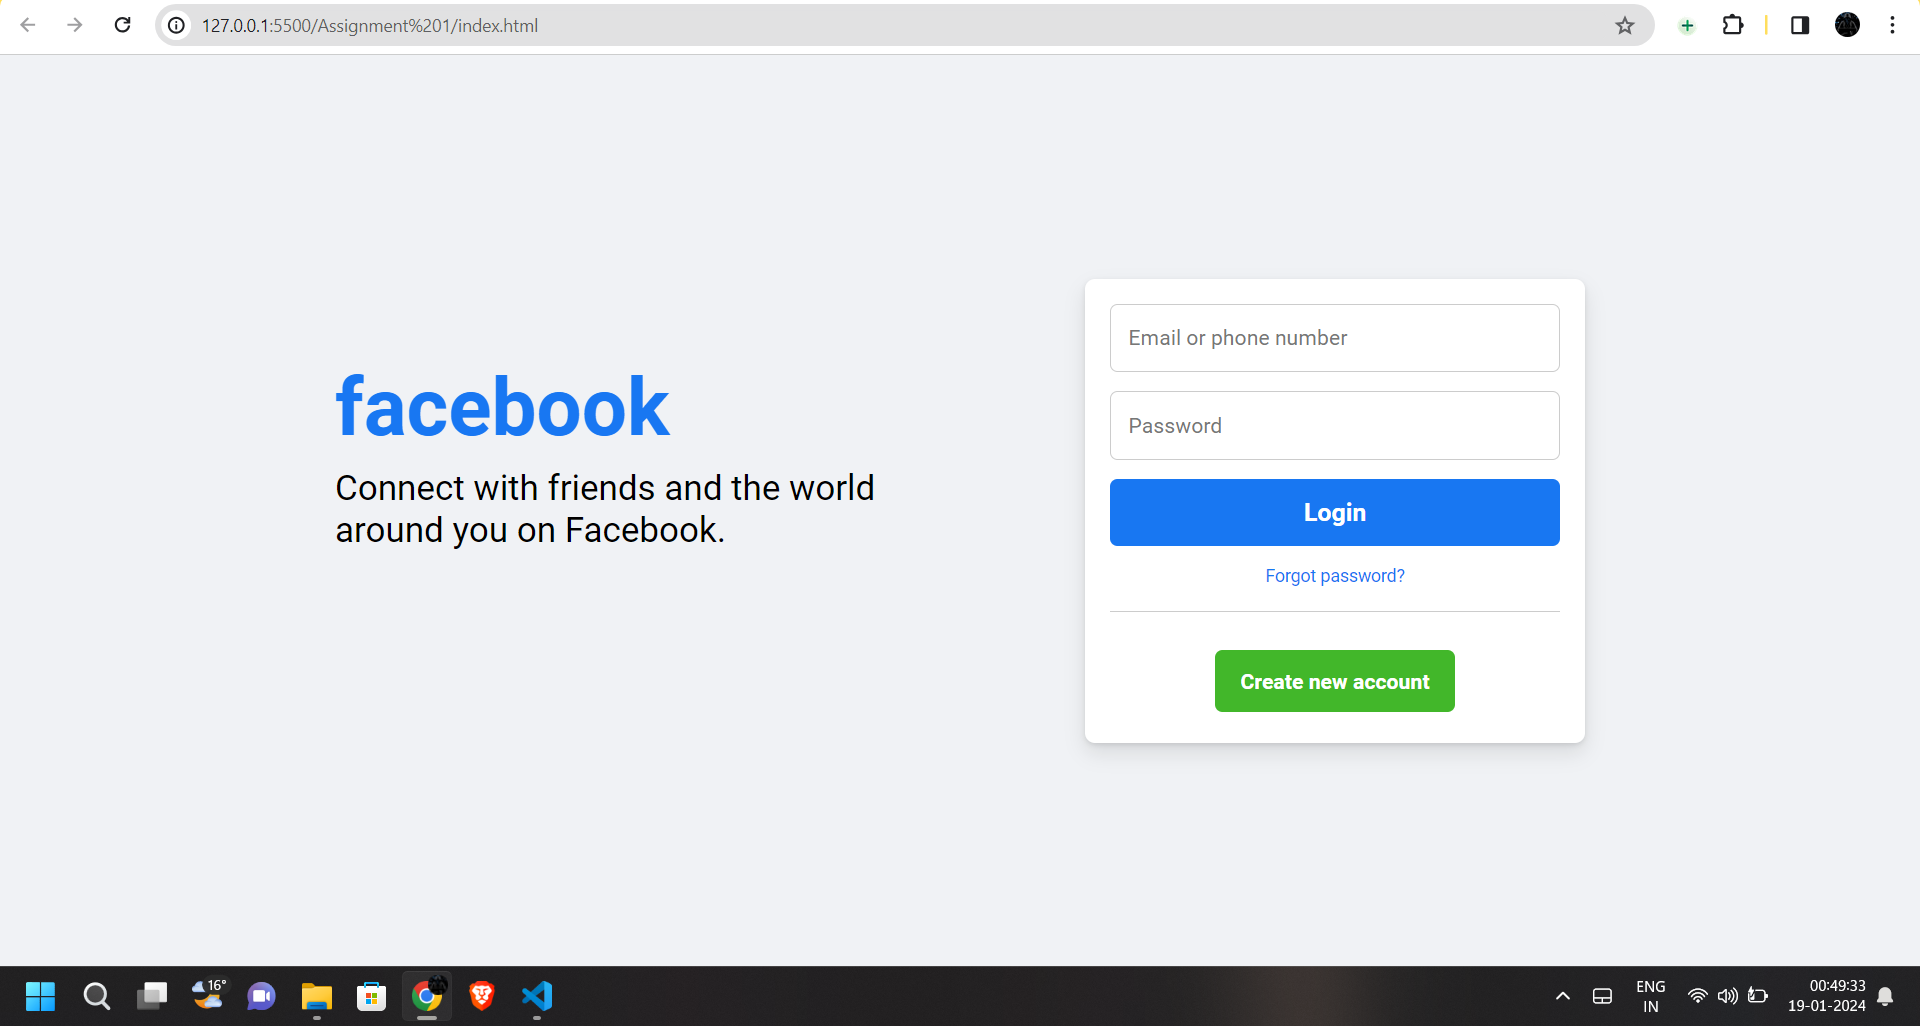 127.0.0.1:5500/Assignment%201/index.html
facebook
Connect with friends and the world
around you on Facebook.
Email or phone number
Password
Login
Forgot password?
Create new account
16°
ENG
IN
00:49:33
19-01-2024